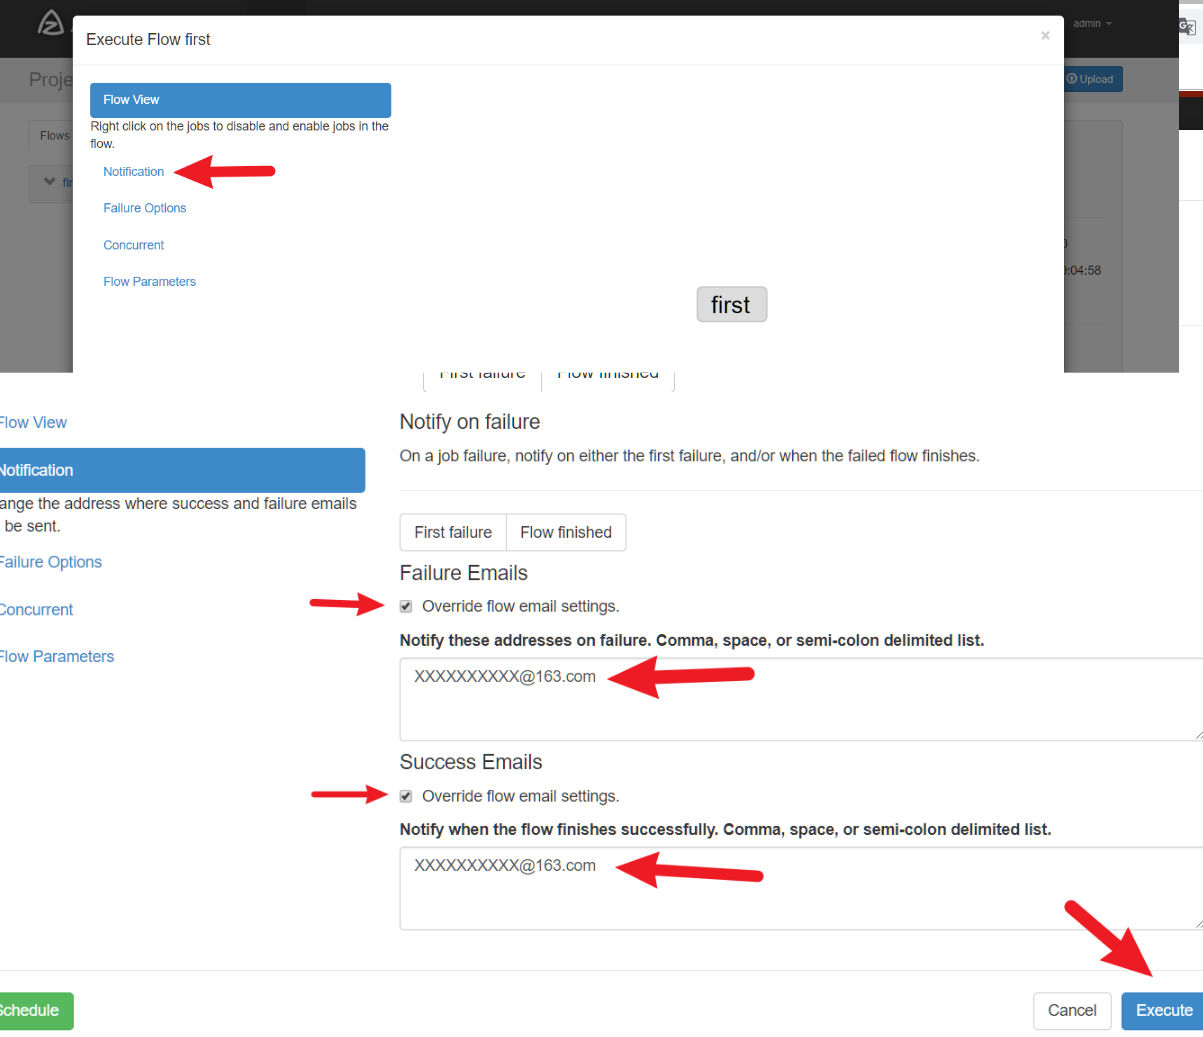 Execute Flow first
×
admin
Proje
Upload
Flow View
Right click on the jobs to disable and enable jobs in the
flow.
Flows
Notification
fir
Failure Options
Concurrent
Flow Parameters
9:04:58
first
First failure Flow finished
Flow View
Notify on failure
On a job failure, notify on either the first failure, and/or when the failed flow finishes.
Notification
ange the address where success and failure emails
be sent.
First failure Flow finished
Failure Options
Failure Emails
Override flow email settings.
Concurrent
Notify these addresses on failure. Comma, space, or semi-colon delimited list.
Flow Parameters
XXXXXXXXXX@163.com
Success Emails
Override flow email settings.
Notify when the flow finishes successfully. Comma, space, or semi-colon delimited list.
XXXXXXXXXX@163.com
Schedule
Cancel
Execute